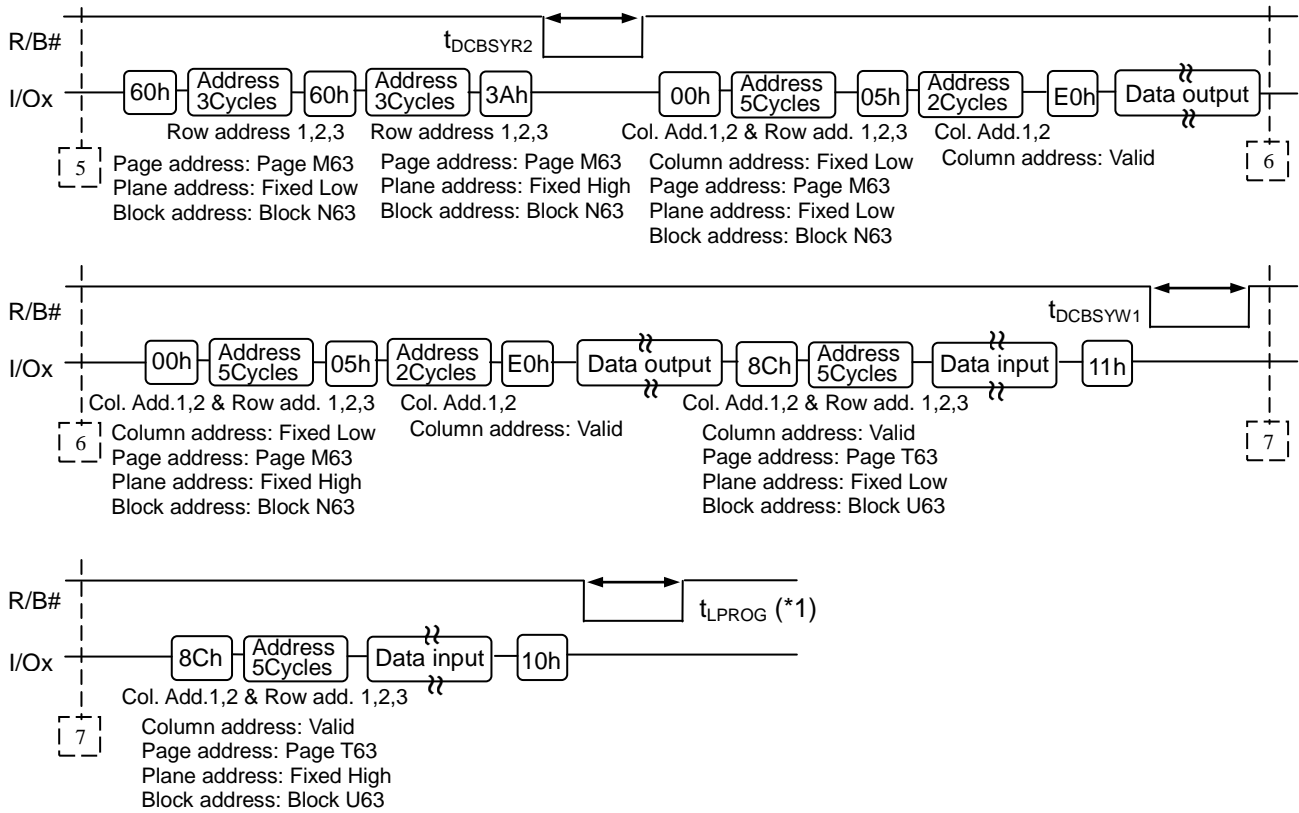 R/B#
tDCBSYR2
I/Ox
60h Address 3Cycles 60h Address 3Cycles 3Ah 00h Address 5Cycles 05h Address 2Cycles E0h Data output
Row address 1,2,3 Row address 1,2,3 Col. Add.1,2 & Row add. 1,2,3 Col. Add.1,2
5
Page address: Page M63
Plane address: Fixed Low
Block address: Block N63
Page address: Page M63
Plane address: Fixed High
Block address: Block N63
Column address: Fixed Low
Page address: Page M63
Plane address: Fixed Low
Block address: Block N63
Column address: Valid
6
R/B#
tDCBSYW1
I/Ox
00h Address 5Cycles 05h Address 2Cycles E0h Data output 8Ch Address 5Cycles Data input 11h
Col. Add.1,2 & Row add. 1,2,3 Col. Add.1,2 Col. Add.1,2 & Row add. 1,2,3
6
Column address: Fixed Low
Page address: Page M63
Plane address: Fixed High
Block address: Block N63
Column address: Valid
Column address: Valid
Page address: Page T63
Plane address: Fixed Low
Block address: Block U63
7
R/B#
tLPROG (*1)
I/Ox
8Ch Address 5Cycles Data input 10h
Col. Add.1,2 & Row add. 1,2,3
7
Column address: Valid
Page address: Page T63
Plane address: Fixed High
Block address: Block U63